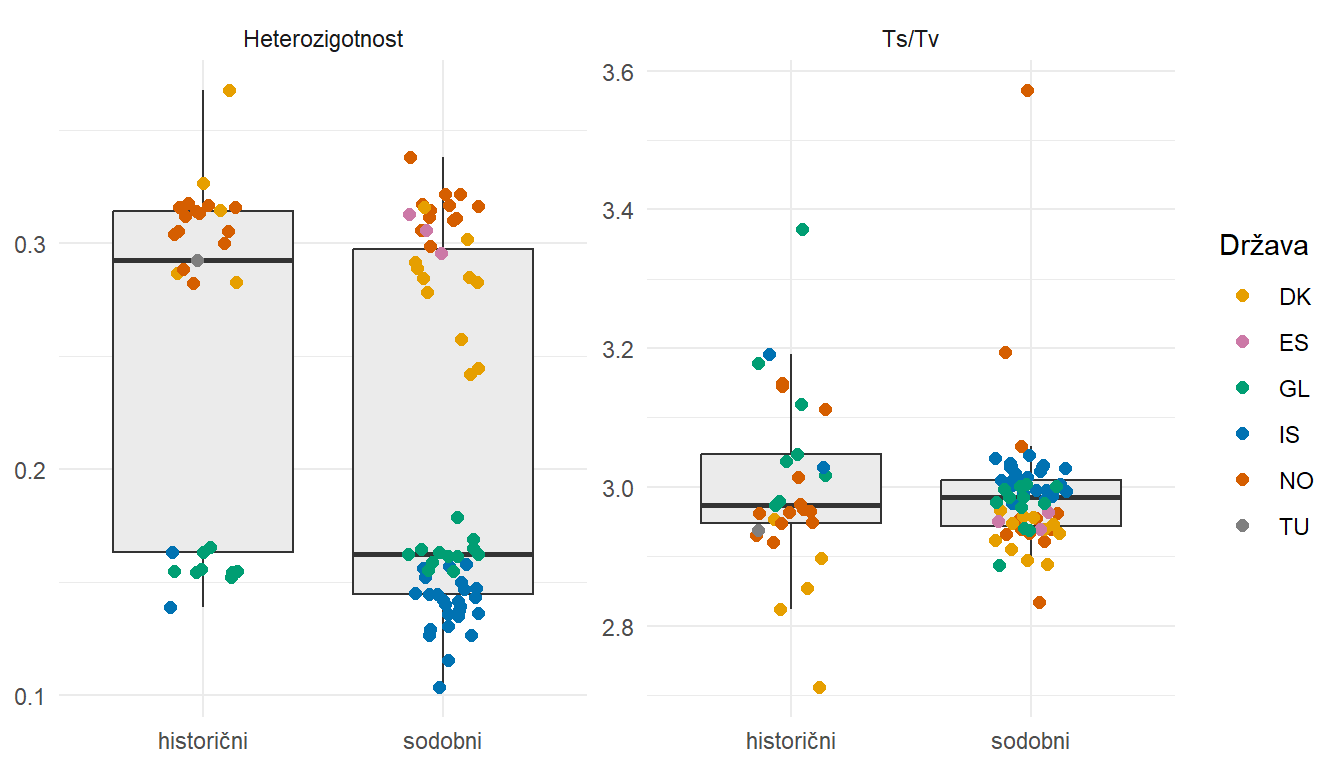 Heterozigotnost
Ts/Tv
0.3
0.2
0.1
3.6
3.4
3.2
3.0
2.8
historični
sodobni
historični
sodobni
Država
DK
ES
GL
IS
NO
TU